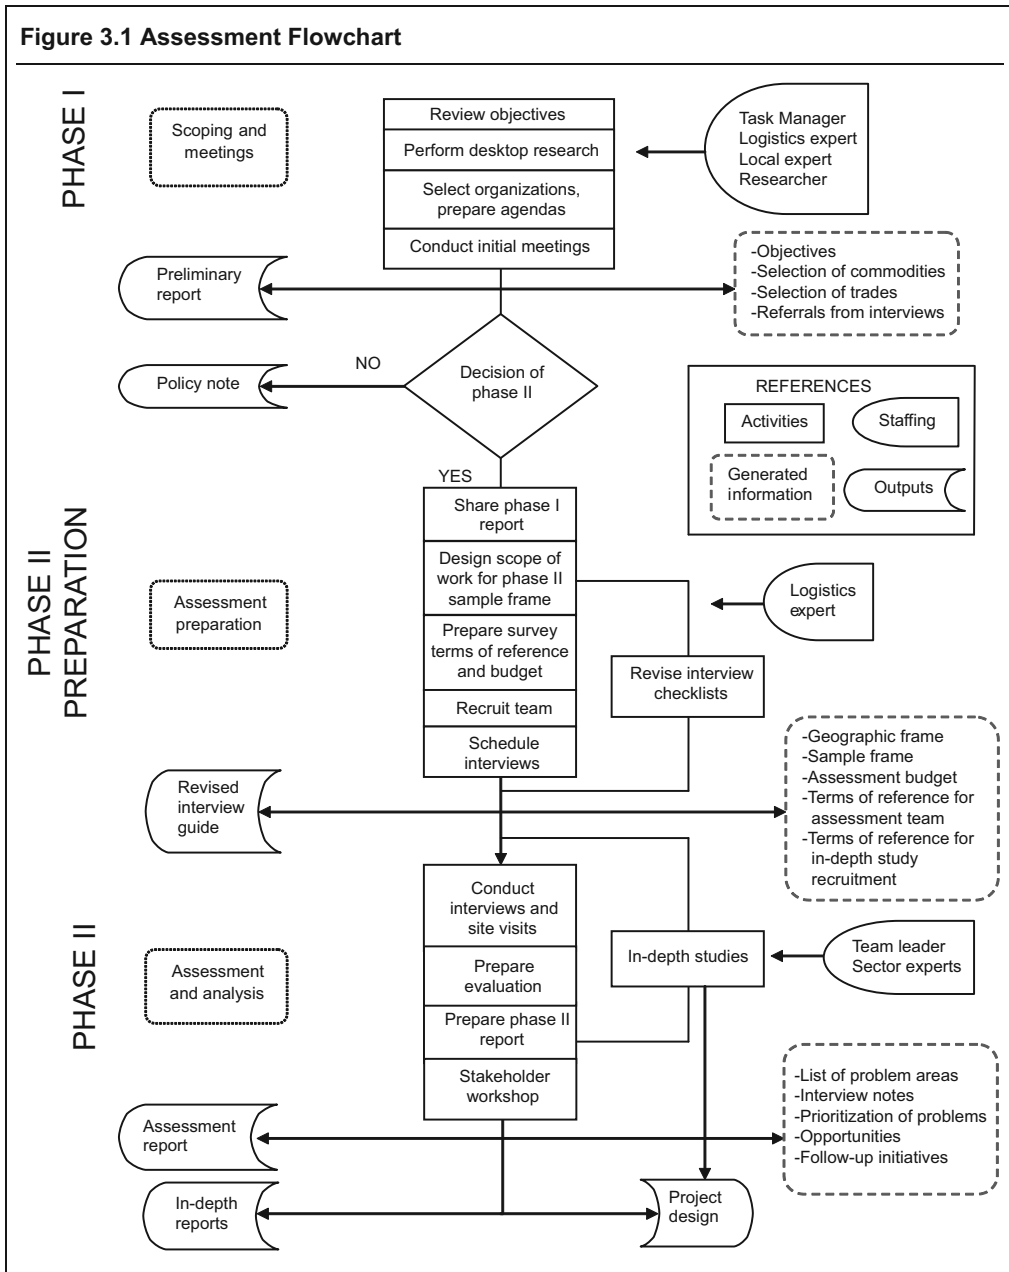 Figure 3.1 Assessment Flowchart
PHASE I
Scoping and
meetings
Review objectives
Perform desktop research
Select organizations,
prepare agendas
Conduct initial meetings
Task Manager
Logistics expert
Local expert
Researcher
Preliminary
report
-Objectives
-Selection of commodities
-Selection of trades
-Referrals from interviews
Policy note
NO
Decision of
phase II
YES
REFERENCES
Activities
Staffing
Generated
information
Outputs
PHASE II
PREPARATION
Assessment
preparation
Share phase I
report
Design scope of
work for phase II
sample frame
Prepare survey
terms of reference
and budget
Recruit team
Schedule
interviews
Logistics
expert
Revise interview
checklists
Revised
interview
guide
-Geographic frame
-Sample frame
-Assessment budget
-Terms of reference for
assessment team
-Terms of reference for
in-depth study
recruitment
PHASE II
Assessment
and analysis
Conduct
interviews and
site visits
Prepare
evaluation
Prepare phase II
report
Stakeholder
workshop
In-depth studies
Team leader
Sector experts
Assessment
report
-List of problem areas
-Interview notes
-Prioritization of problems
-Opportunities
-Follow-up initiatives
In-depth
reports
Project
design